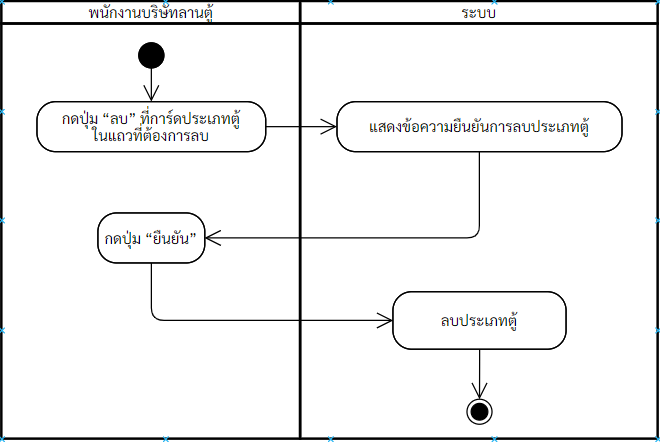 พนักงานบริษัทลานตู้
ระบบ
กดปุ่ม “ลบ” ที่การ์ดประเภทตู้
ในแถวที่ต้องการลบ
แสดงข้อความยืนยันการลบประเภทตู้
กดปุ่ม “ยืนยัน”
ลบประเภทตู้